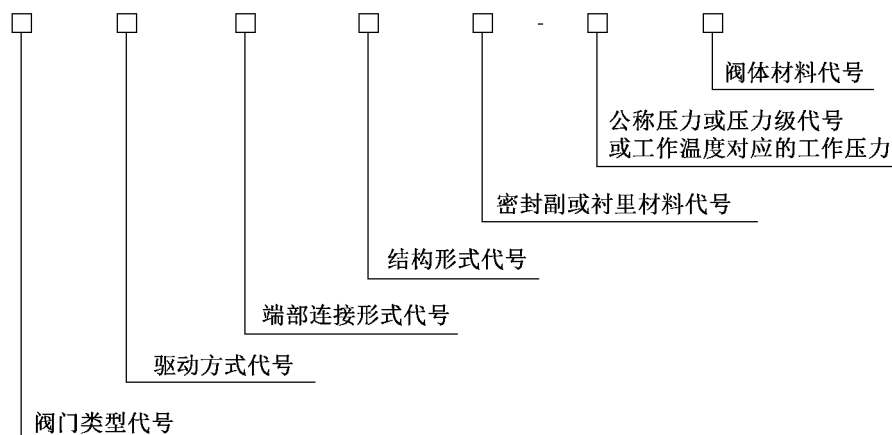 -
阀体材料代号
公称压力或压力级代号
或工作温度对应的工作压力
密封副或衬里材料代号
结构形式代号
端部连接形式代号
驱动方式代号
阀门类型代号